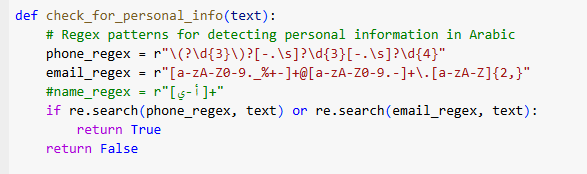 def check_for_personal_info(text):
    # Regex patterns for detecting personal information in Arabic
    phone_regex = r"\(?\d{3}\)?[-.\s]?\d{3}[-.\s]?\d{4}"
    email_regex = r"[a-zA-Z0-9._%+-]+@[a-zA-Z0-9.-]+\.[a-zA-Z]{2,}"
    #name_regex = r"[أ-ي]+"
    if re.search(phone_regex, text) or re.search(email_regex, text):
        return True
    return False